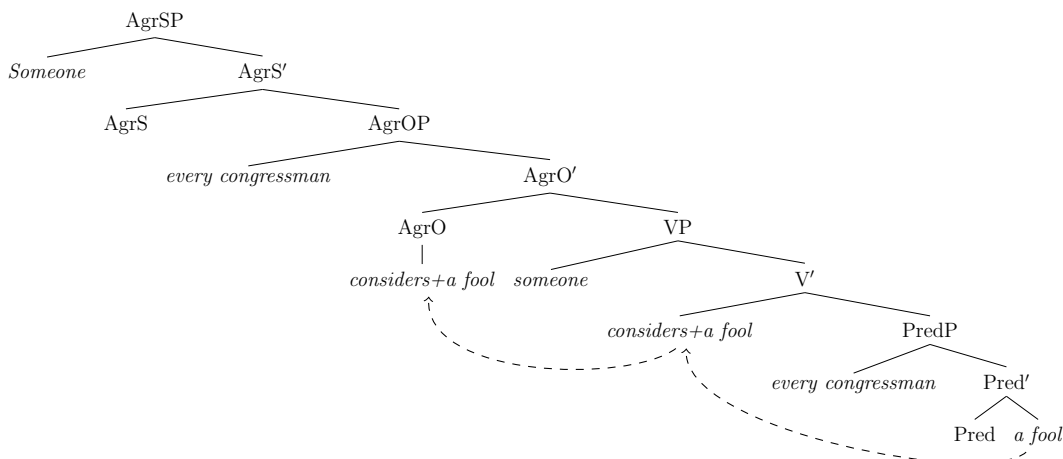 AgrSP
Someone AgrS′
AgrS AgrOP
every congressman AgrO′
AgrO VP
considers+a fool someone V′
considers+a fool PredP
every congressman Pred′
Pred a fool